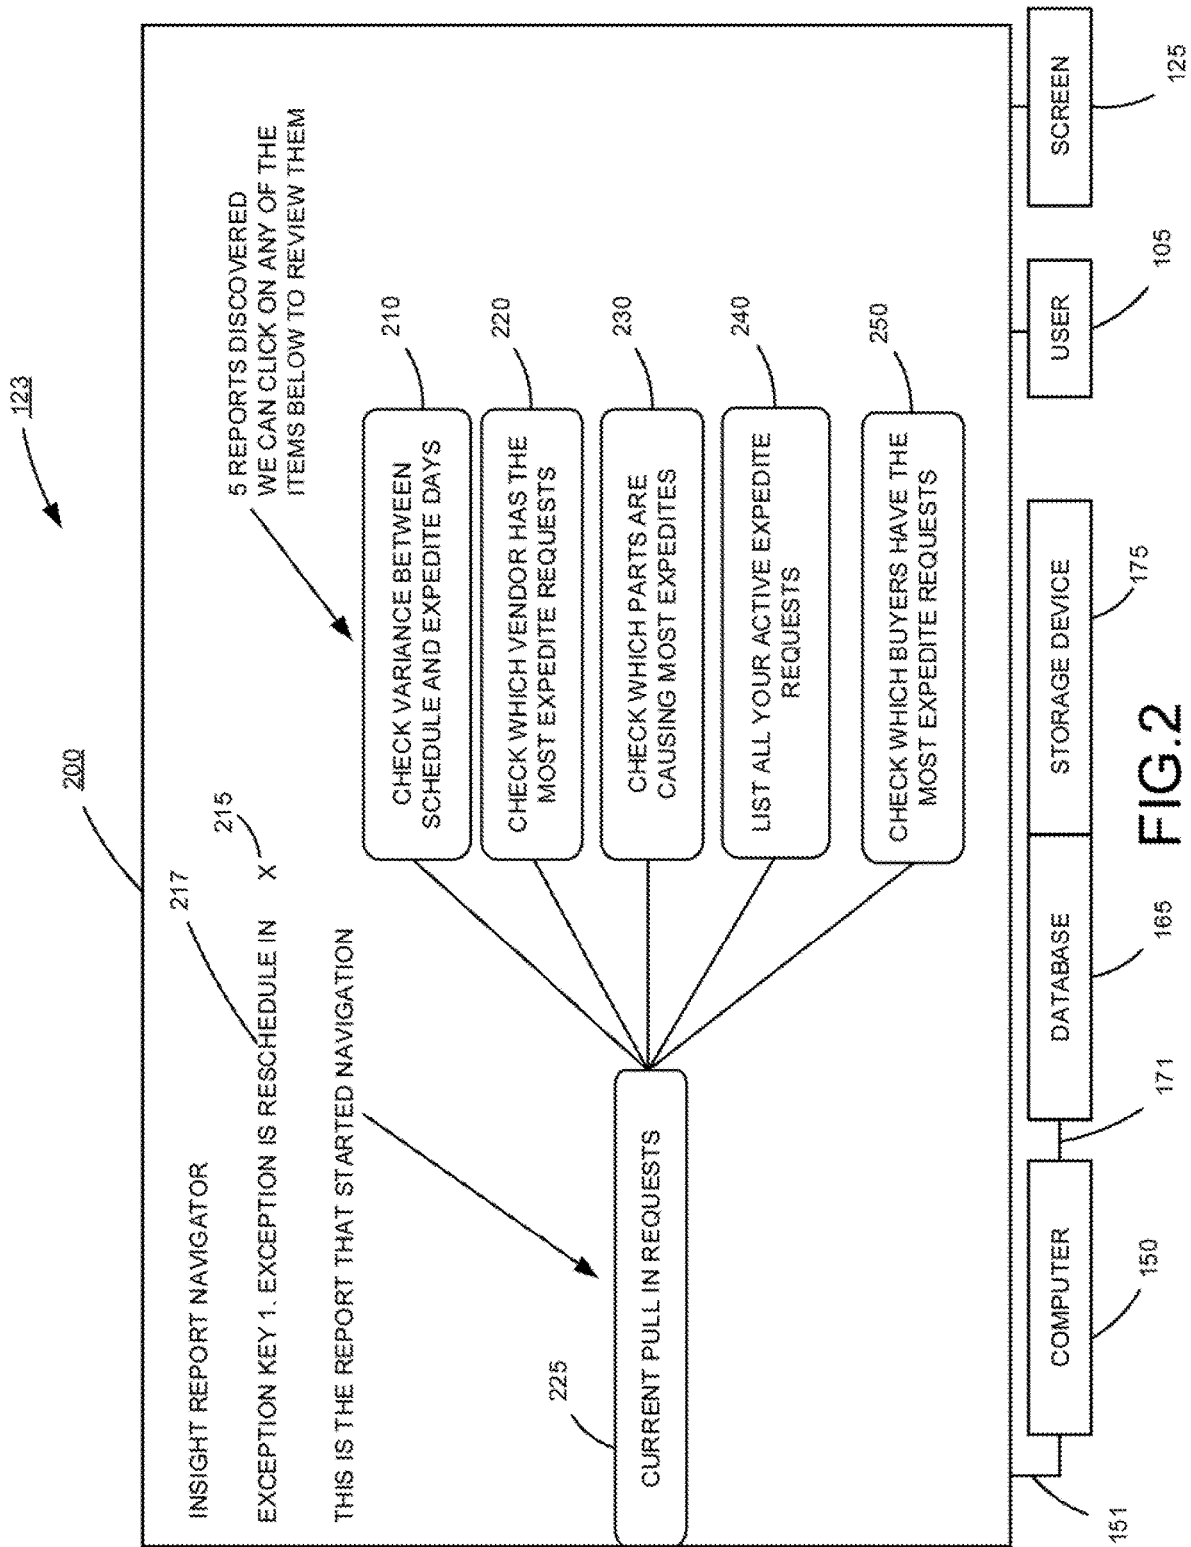 123
200
INSIGHT REPORT NAVIGATOR
217
215
EXCEPTION KEY 1. EXCEPTION IS RESCHEDULE IN X
THIS IS THE REPORT THAT STARTED NAVIGATION
5 REPORTS DISCOVERED
WE CAN CLICK ON ANY OF THE
ITEMS BELOW TO REVIEW THEM
225
CURRENT PULL IN REQUESTS
CHECK VARIANCE BETWEEN
SCHEDULE AND EXPEDITE DAYS
210
CHECK WHICH VENDOR HAS THE
MOST EXPEDITE REQUESTS
220
CHECK WHICH PARTS ARE
CAUSING MOST EXPEDITES
230
LIST ALL YOUR ACTIVE EXPEDITE
REQUESTS
240
CHECK WHICH BUYERS HAVE THE
MOST EXPEDITE REQUESTS
250
151
COMPUTER
150
171
DATABASE
165
STORAGE DEVICE
175
USER
105
SCREEN
125
FIG.2